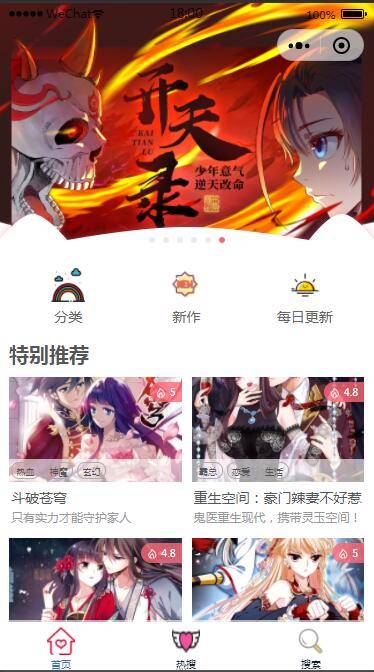 WeChat 18:00 100%
开天录
KAI
TIAN
LU
少年意气
逆天改命
分类 新作 每日更新
特别推荐
5 4.8
热血 神魔 玄幻 霸总 恋爱 生活
斗破苍穹 重生空间：豪门辣妻不好惹
只有实力才能守护家人 鬼医重生现代，携带灵玉空间！
4.8 5
首页 热搜 搜索